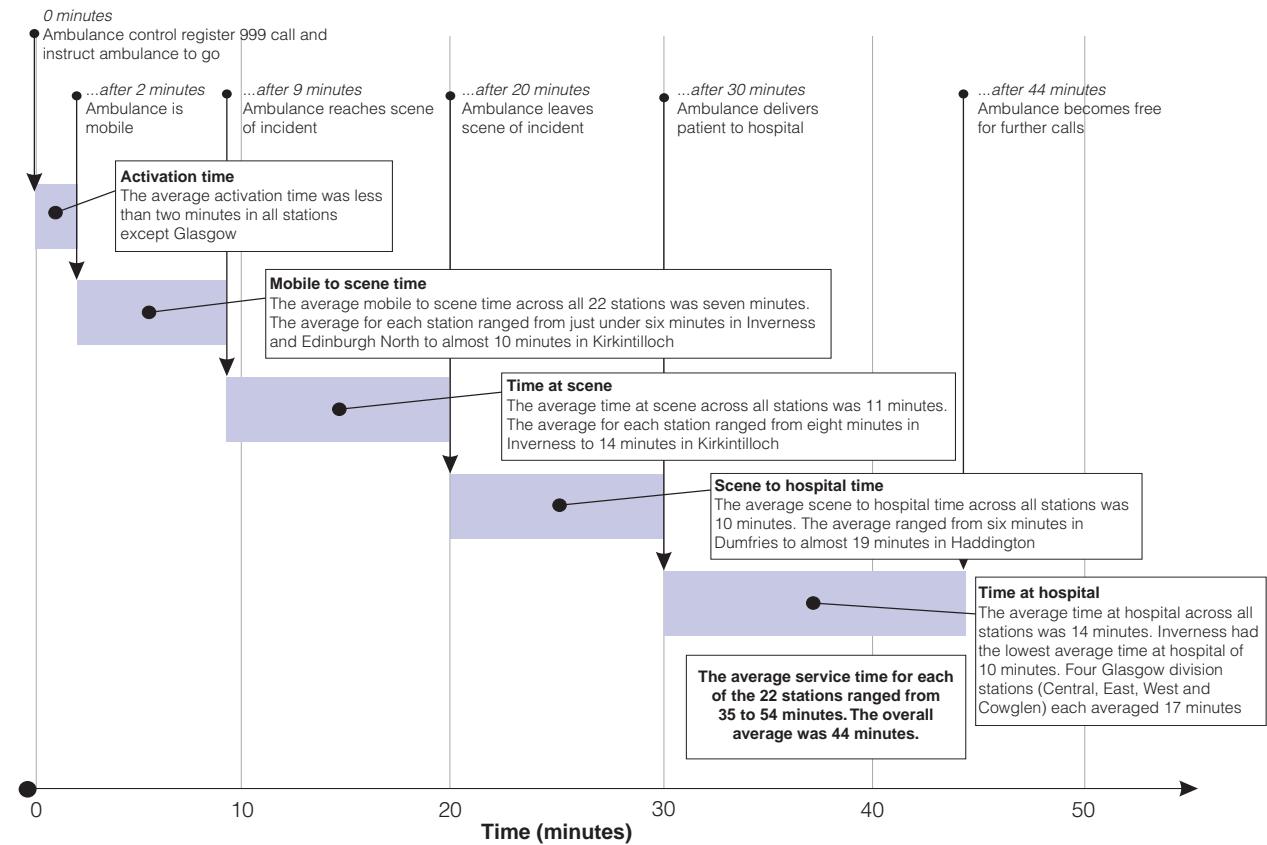 0 minutes
Ambulance control register 999 call and
instruct ambulance to go
...after 2 minutes
Ambulance is
mobile
...after 9 minutes
Ambulance reaches scene
of incident
...after 20 minutes
Ambulance leaves
scene of incident
...after 30 minutes
Ambulance delivers
patient to hospital
...after 44 minutes
Ambulance becomes free
for further calls
Activation time
The average activation time was less
than two minutes in all stations
except Glasgow
Mobile to scene time
The average mobile to scene time across all 22 stations was seven minutes.
The average for each station ranged from just under six minutes in Inverness
and Edinburgh North to almost 10 minutes in Kirkintilloch
Time at scene
The average time at scene across all stations was 11 minutes.
The average for each station ranged from eight minutes in
Inverness to 14 minutes in Kirkintilloch
Scene to hospital time
The average scene to hospital time across all stations was
10 minutes. The average ranged from six minutes in
Dumfries to almost 19 minutes in Haddington
Time at hospital
The average time at hospital across all
stations was 14 minutes. Inverness had
the lowest average time at hospital of
10 minutes. Four Glasgow division
stations (Central, East, West and
Cowglen) each averaged 17 minutes
The average service time for each
of the 22 stations ranged from
35 to 54 minutes. The overall
average was 44 minutes.
0 10 20 30 40 50
Time (minutes)